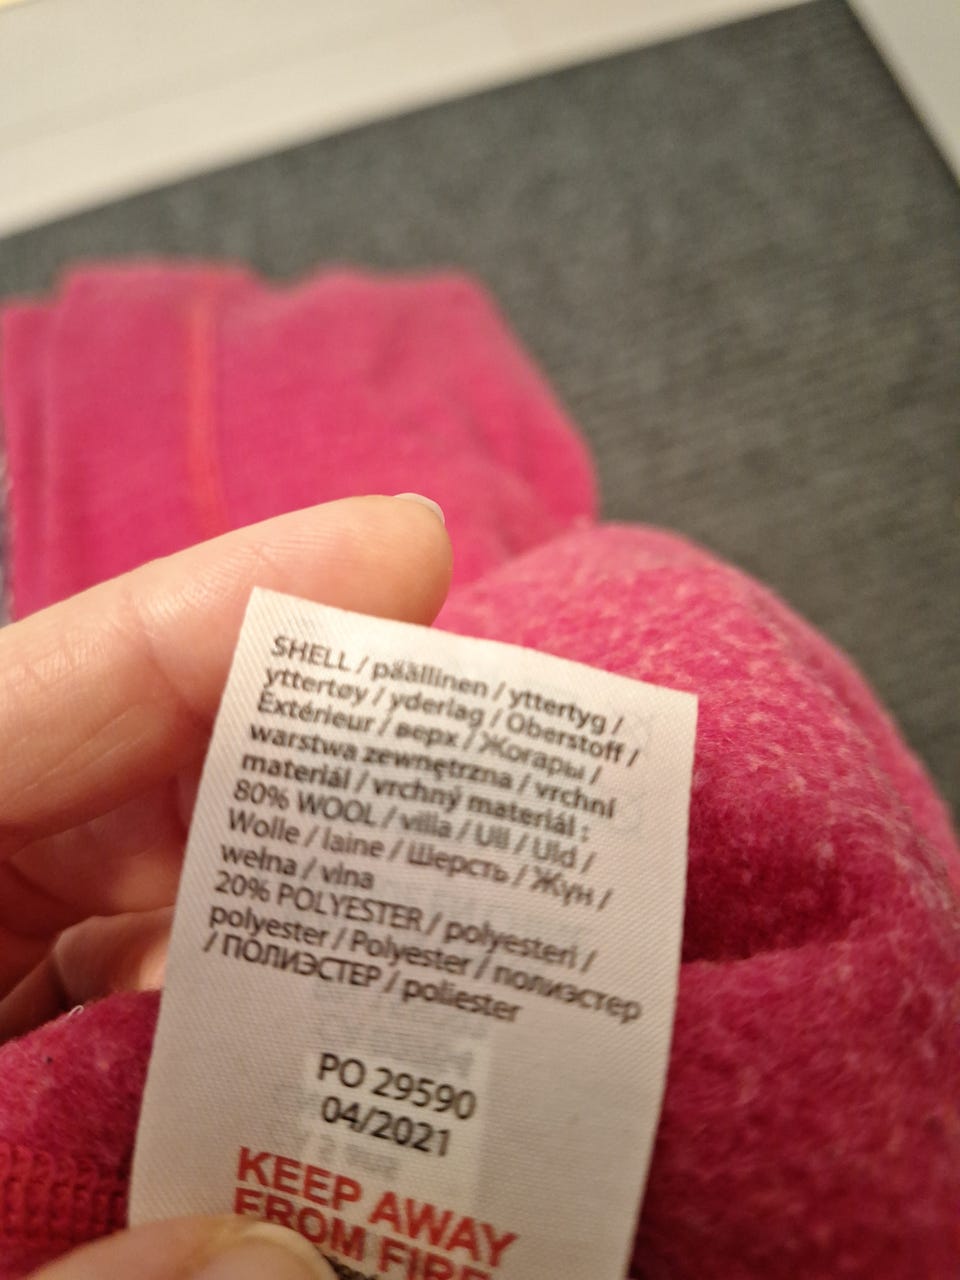 SHELL / päällinen / yttertyg /
yttertøy / yderlag / Oberstoff /
Extérieur / верх / Жогары /
warstwa zewnętrzna / vrchní
materiál / vrchný materiál :
80% WOOL / villa / Ull / Uld /
Wolle / laine / Шерсть / Жүн /
wełna / vlna
20% POLYESTER / polyesteri /
polyester / Polyester / полиэстер
/ ПОЛИЭСТЕР / poliester
PO 29590
04/2021
KEEP AWAY
FROM FIRE